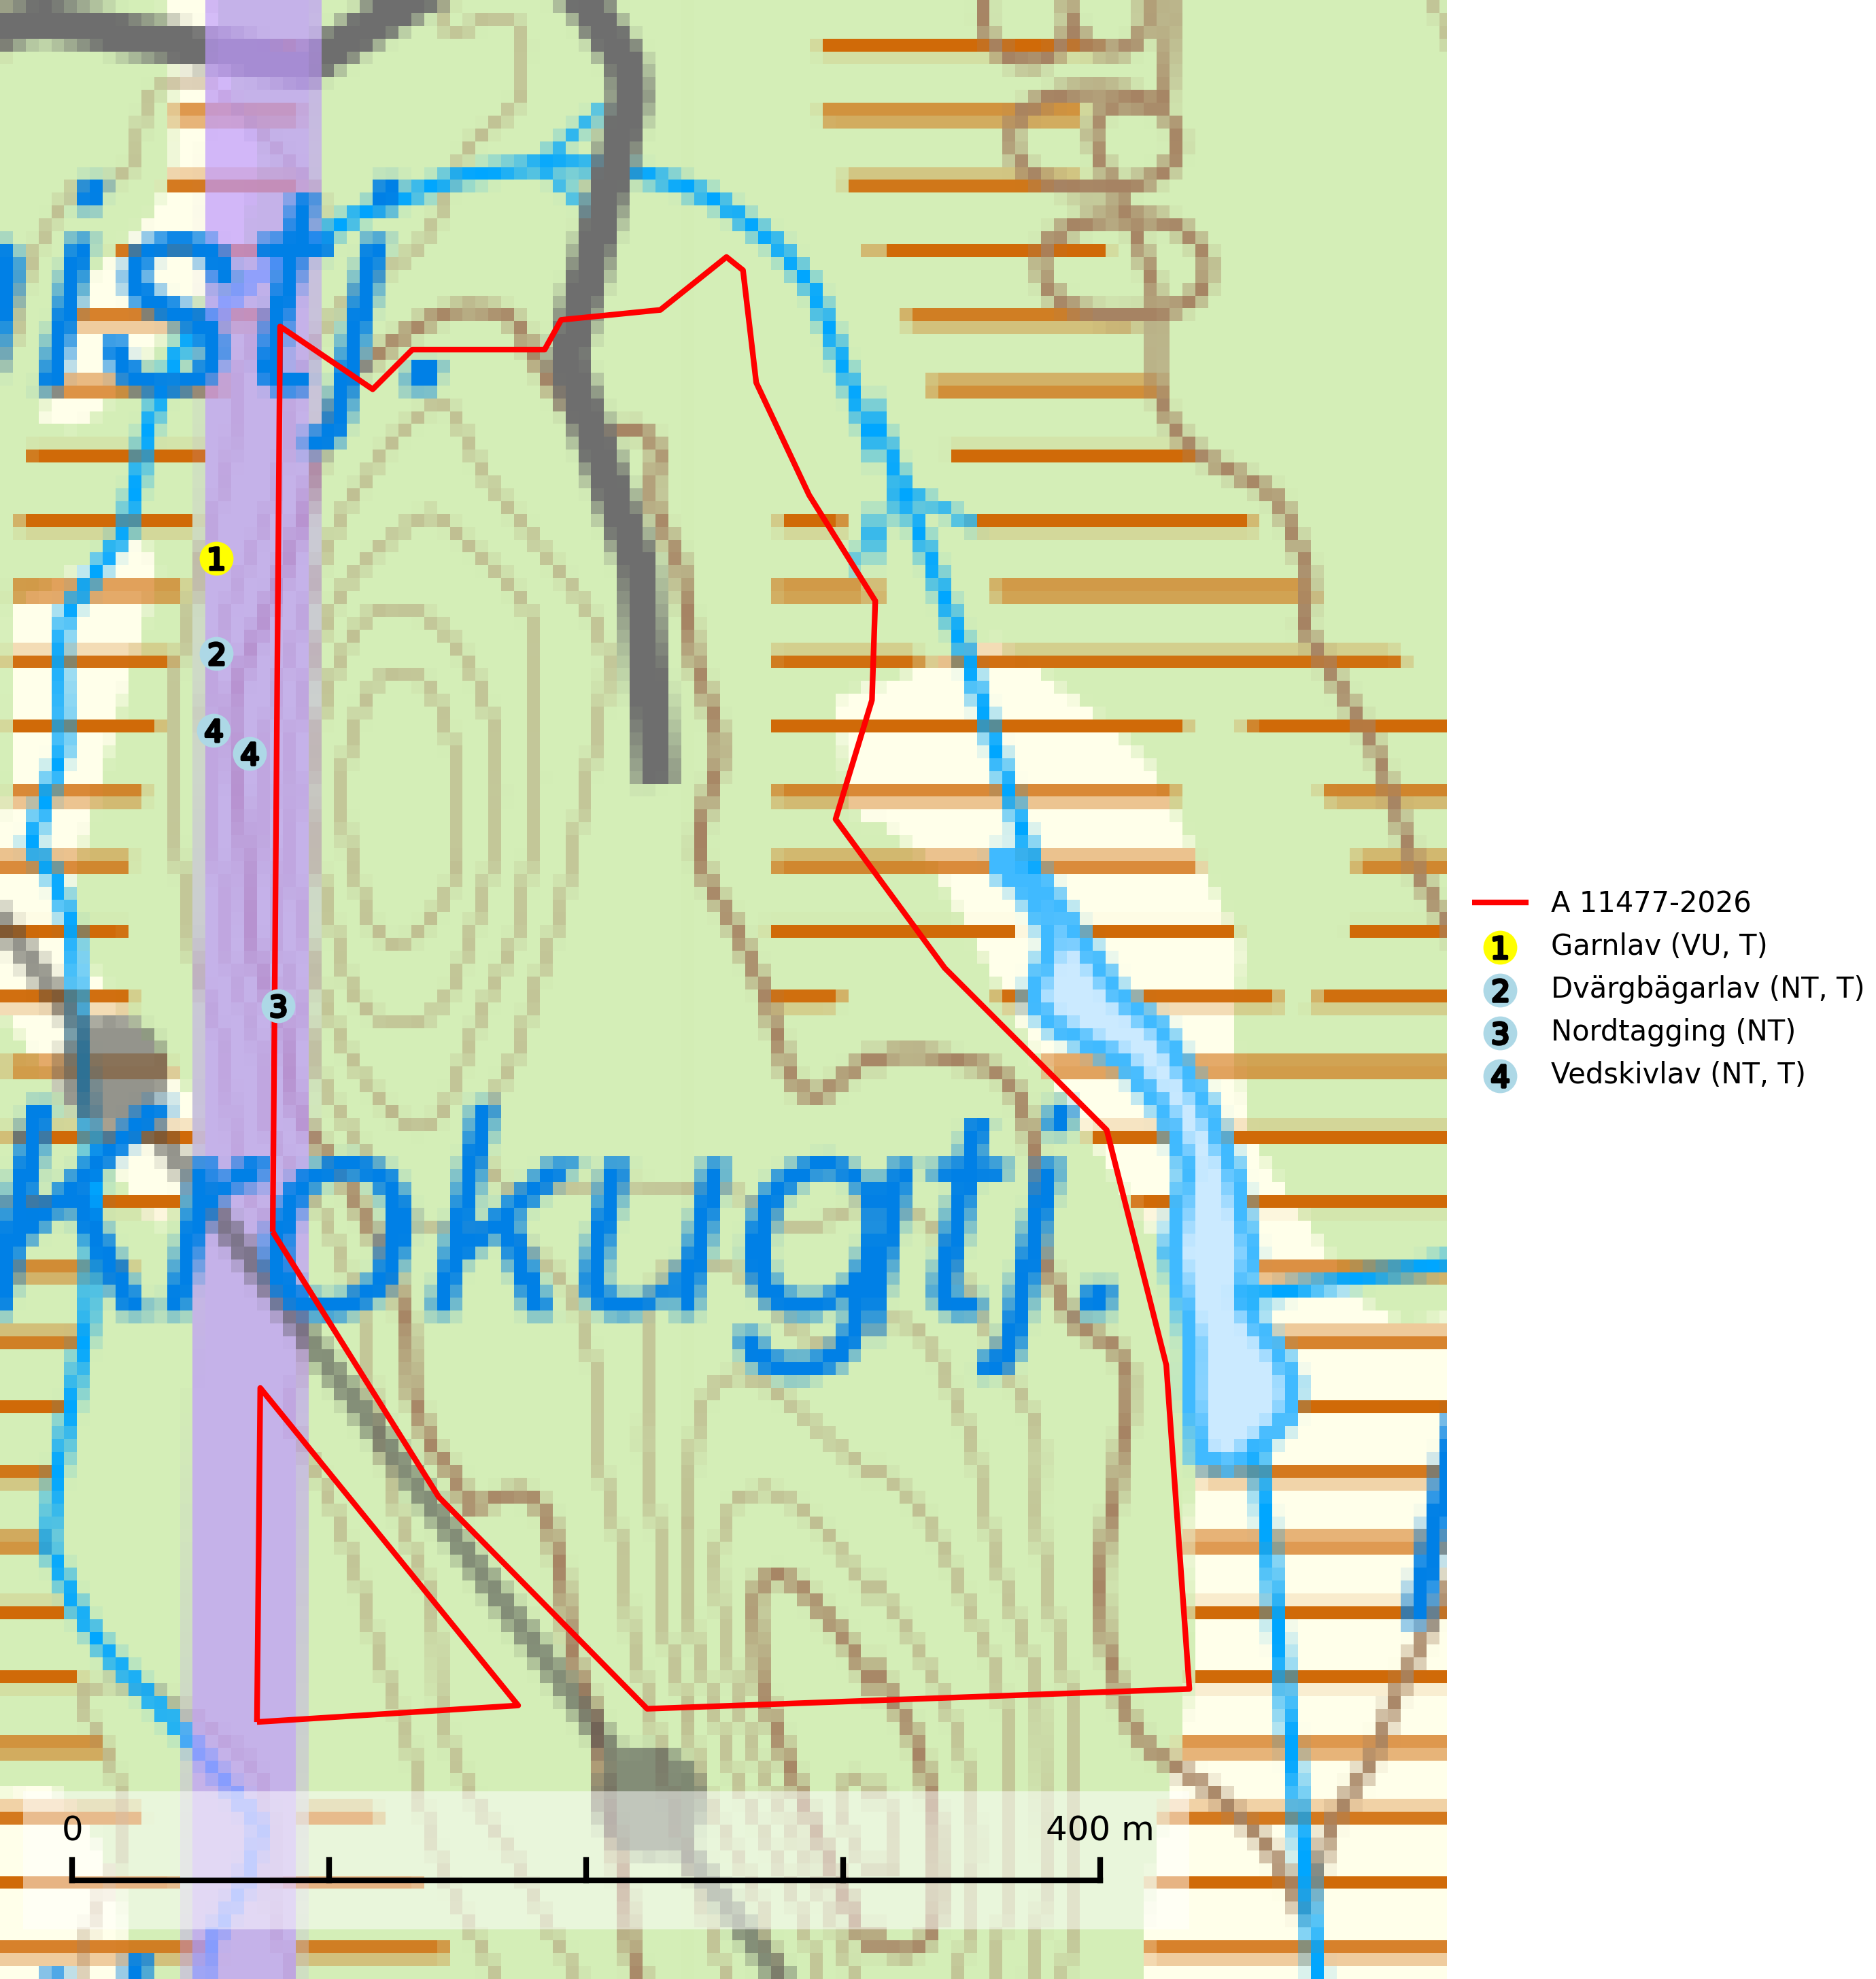 istj.
Krokugtj.
1
2
4
4
3
0
400 m
A 11477-2026
1 Garnlav (VU, T)
2 Dvärgbägarlav (NT, T)
3 Nordtagging (NT)
4 Vedskivlav (NT, T)